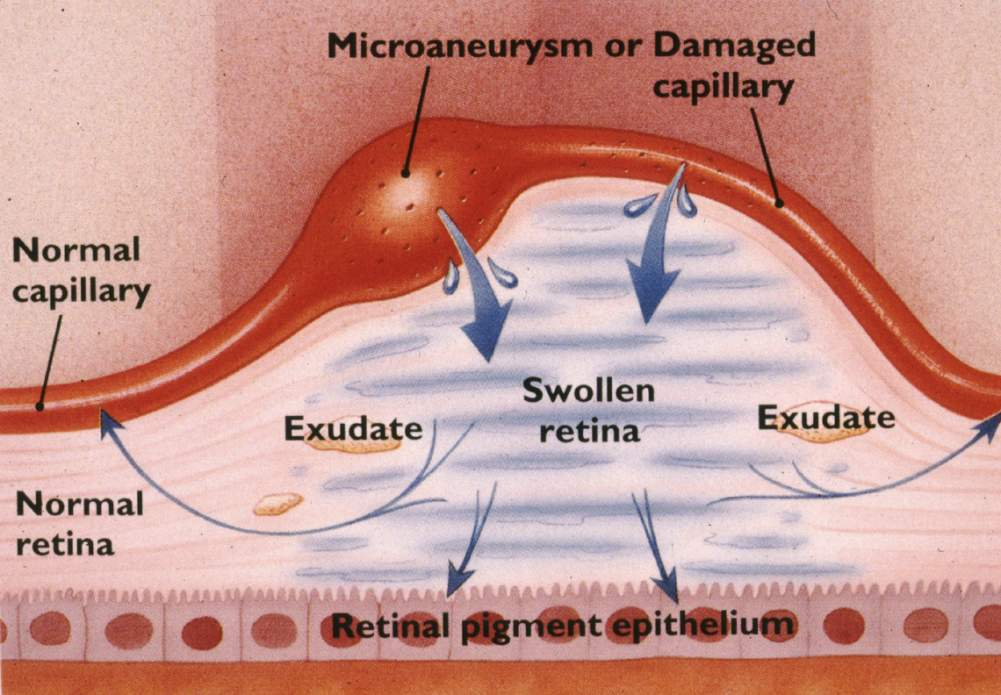 Microaneurysm or Damaged
capillary
Normal
capillary
Swollen
retina
Exudate
Exudate
Normal
retina
Retinal pigment epithelium